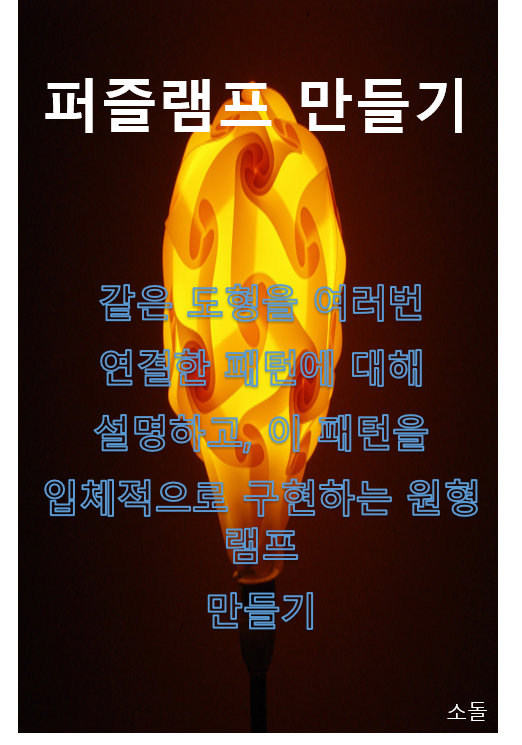 퍼즐램프 만들기
같은 도형을 여러번
연결한 패턴에 대해
설명하고, 이 패턴을
입체적으로 구현하는 원형
램프
만들기
소돌